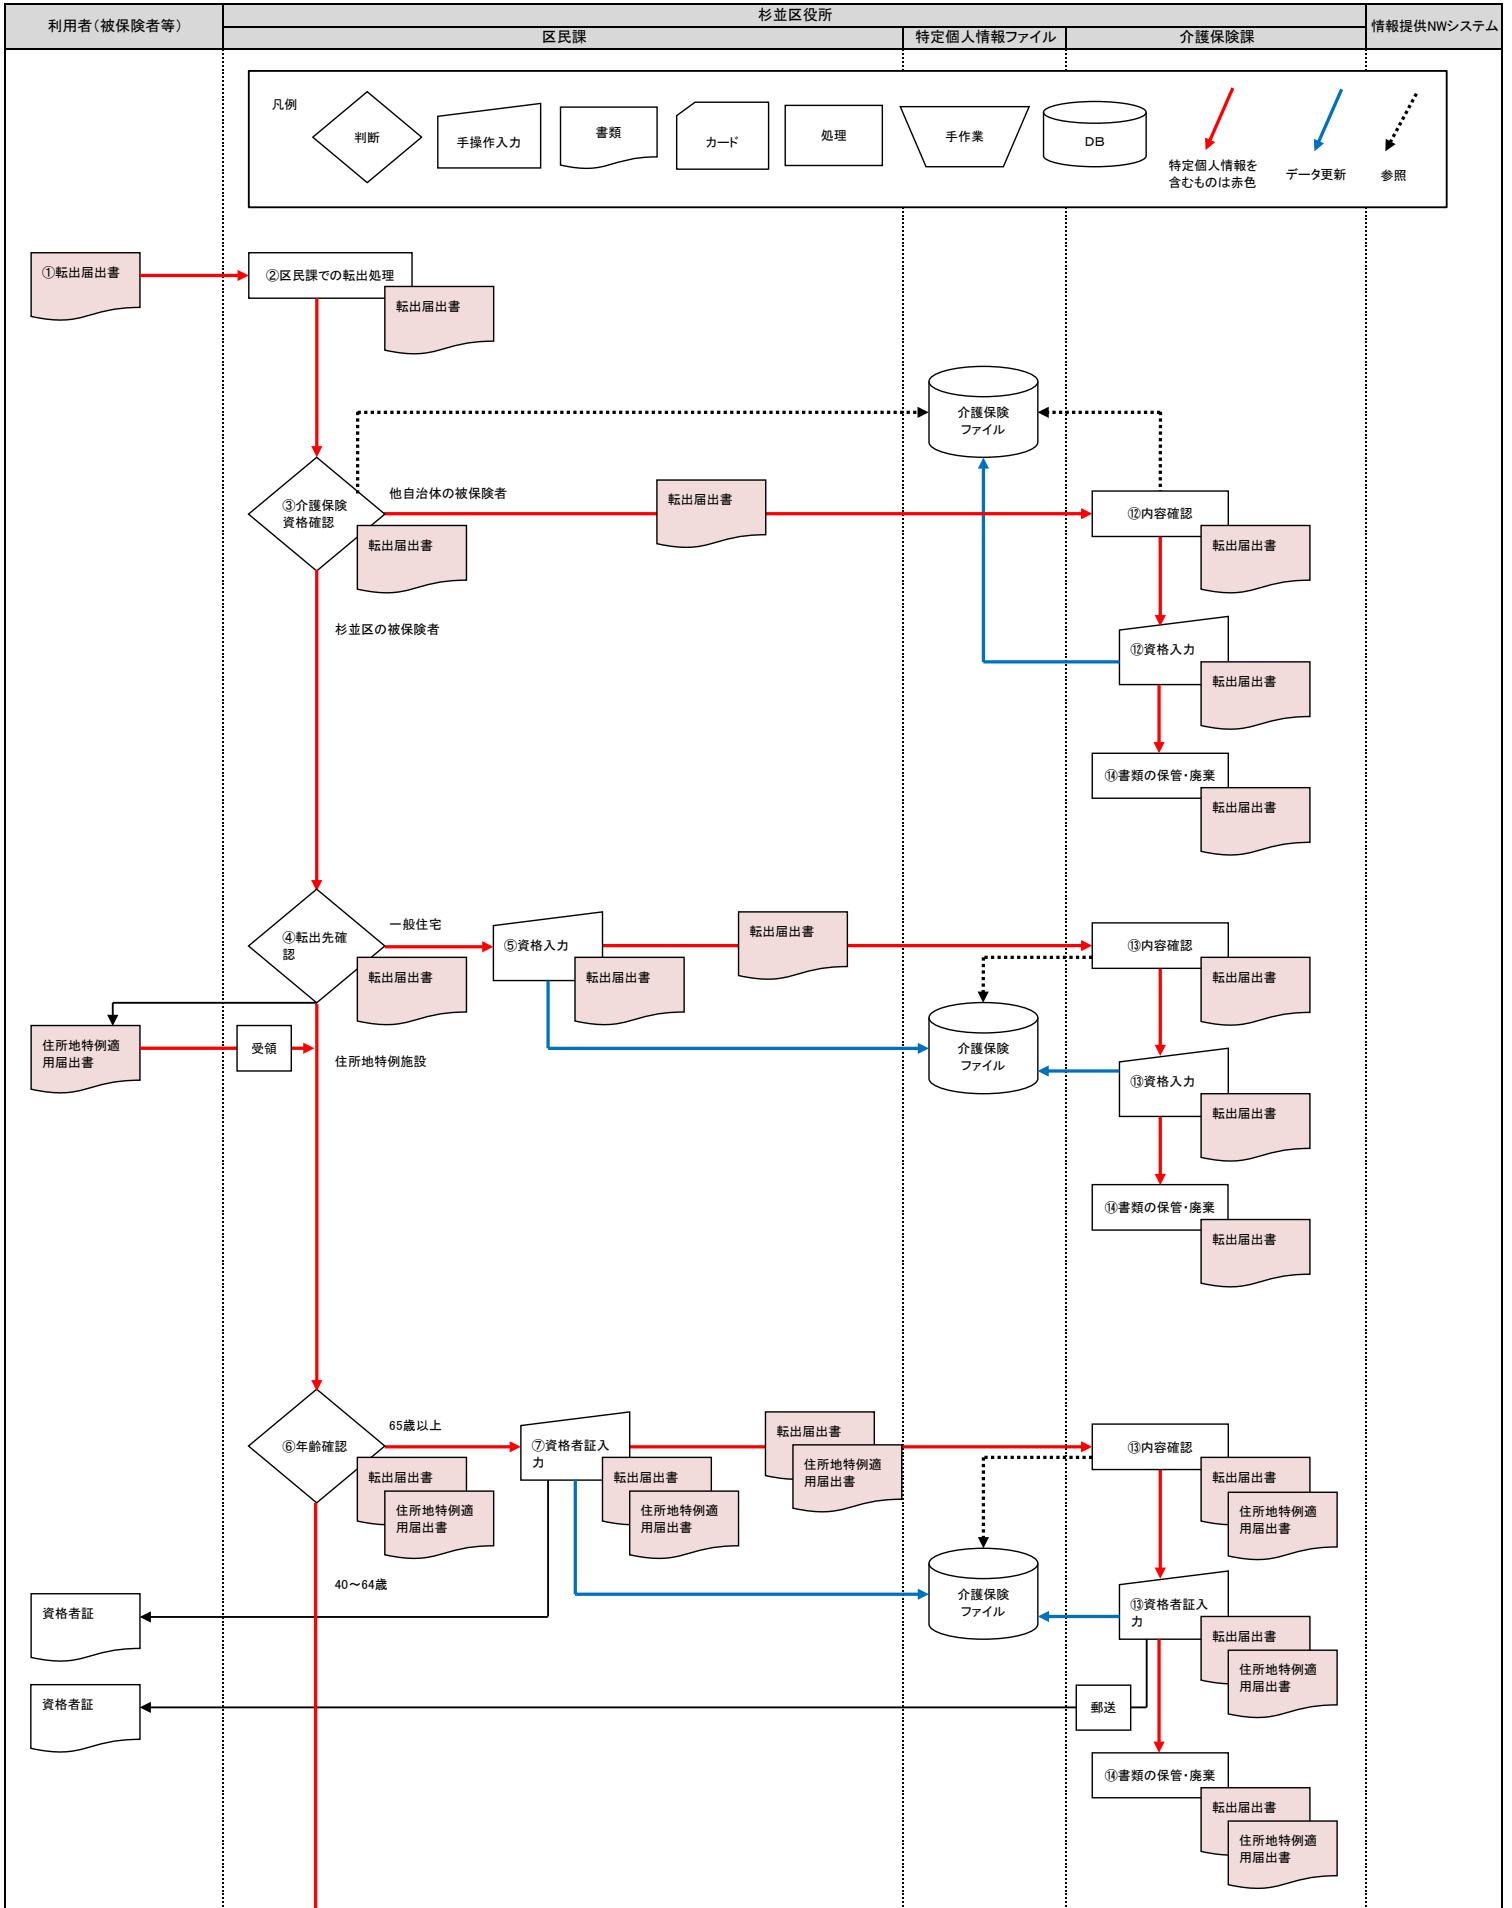 利用者（被保険者等）
杉並区役所
区民課
特定個人情報ファイル
介護保険課
情報提供NWシステム
凡例
判断
手操作入力
書類
カード
処理
手作業
DB
特定個人情報を
含むものは赤色
データ更新
参照
①転出届出書
②区民課での転出処理
転出届出書
介護保険
ファイル
③介護保険
資格確認
他自治体の被保険者
転出届出書
転出届出書
⑫内容確認
転出届出書
杉並区の被保険者
⑫資格入力
転出届出書
⑭書類の保管・廃棄
転出届出書
④転出先確
認
一般住宅
転出届出書
⑤資格入力
転出届出書
転出届出書
⑬内容確認
転出届出書
住所地特例適
用届出書
受領
住所地特例施設
介護保険
ファイル
⑬資格入力
転出届出書
⑭書類の保管・廃棄
転出届出書
⑥年齢確認
65歳以上
転出届出書
住所地特例適
用届出書
⑦資格者証入
力
転出届出書
住所地特例適
用届出書
転出届出書
住所地特例適
用届出書
⑬内容確認
転出届出書
住所地特例適
用届出書
40～64歳
介護保険
ファイル
⑬資格者証入
力
転出届出書
住所地特例適
用届出書
資格者証
資格者証
郵送
⑭書類の保管・廃棄
転出届出書
住所地特例適
用届出書